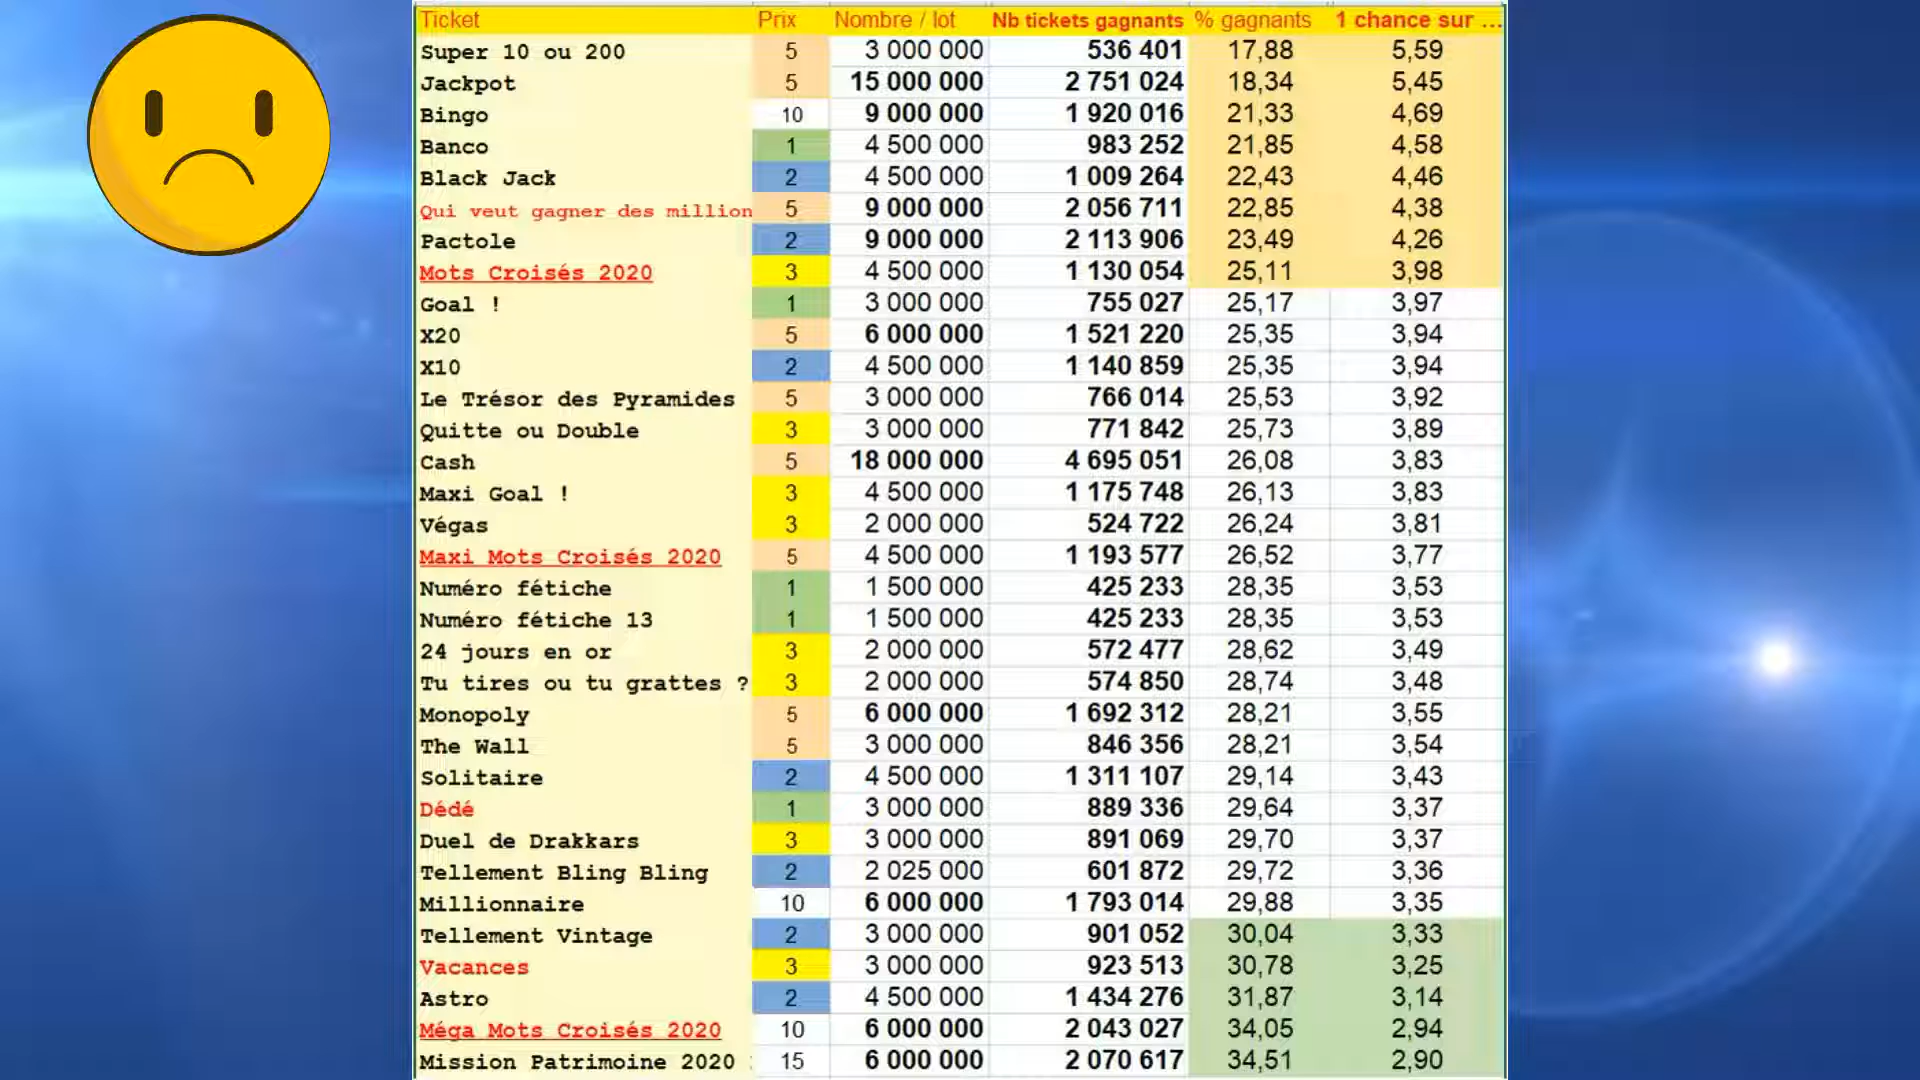 Ticket Prix Nombre / lot Nb tickets gagnants % gagnants 1 chance sur ...
Super 10 ou 200 5 3 000 000 536 401 17,88 5,59
Jackpot 5 15 000 000 2 751 024 18,34 5,45
Bingo 10 9 000 000 1 920 016 21,33 4,69
Banco 1 4 500 000 983 252 21,85 4,58
Black Jack 2 4 500 000 1 009 264 22,43 4,46
Qui veut gagner des million 5 9 000 000 2 056 711 22,85 4,38
Pactole 2 9 000 000 2 113 906 23,49 4,26
Mots Croisés 2020 3 4 500 000 1 130 054 25,11 3,98
Goal ! 1 3 000 000 755 027 25,17 3,97
X20 5 6 000 000 1 521 220 25,35 3,94
X10 2 4 500 000 1 140 859 25,35 3,94
Le Trésor des Pyramides 5 3 000 000 766 014 25,53 3,92
Quitte ou Double 3 3 000 000 771 842 25,73 3,89
Cash 5 18 000 000 4 695 051 26,08 3,83
Maxi Goal ! 3 4 500 000 1 175 748 26,13 3,83
Végas 3 2 000 000 524 722 26,24 3,81
Maxi Mots Croisés 2020 5 4 500 000 1 193 577 26,52 3,77
Numéro fétiche 1 1 500 000 425 233 28,35 3,53
Numéro fétiche 13 1 1 500 000 425 233 28,35 3,53
24 jours en or 3 2 000 000 572 477 28,62 3,49
Tu tires ou tu grattes ? 3 2 000 000 574 850 28,74 3,48
Monopoly 5 6 000 000 1 692 312 28,21 3,55
The Wall 5 3 000 000 846 356 28,21 3,54
Solitaire 2 4 500 000 1 311 107 29,14 3,43
Dédé 1 3 000 000 889 336 29,64 3,37
Duel de Drakkars 3 3 000 000 891 069 29,70 3,37
Tellement Bling Bling 2 2 025 000 601 872 29,72 3,36
Millionnaire 10 6 000 000 1 793 014 29,88 3,35
Tellement Vintage 2 3 000 000 901 052 30,04 3,33
Vacances 3 3 000 000 923 513 30,78 3,25
Astro 2 4 500 000 1 434 276 31,87 3,14
Méga Mots Croisés 2020 10 6 000 000 2 043 027 34,05 2,94
Mission Patrimoine 2020 15 6 000 000 2 070 617 34,51 2,90